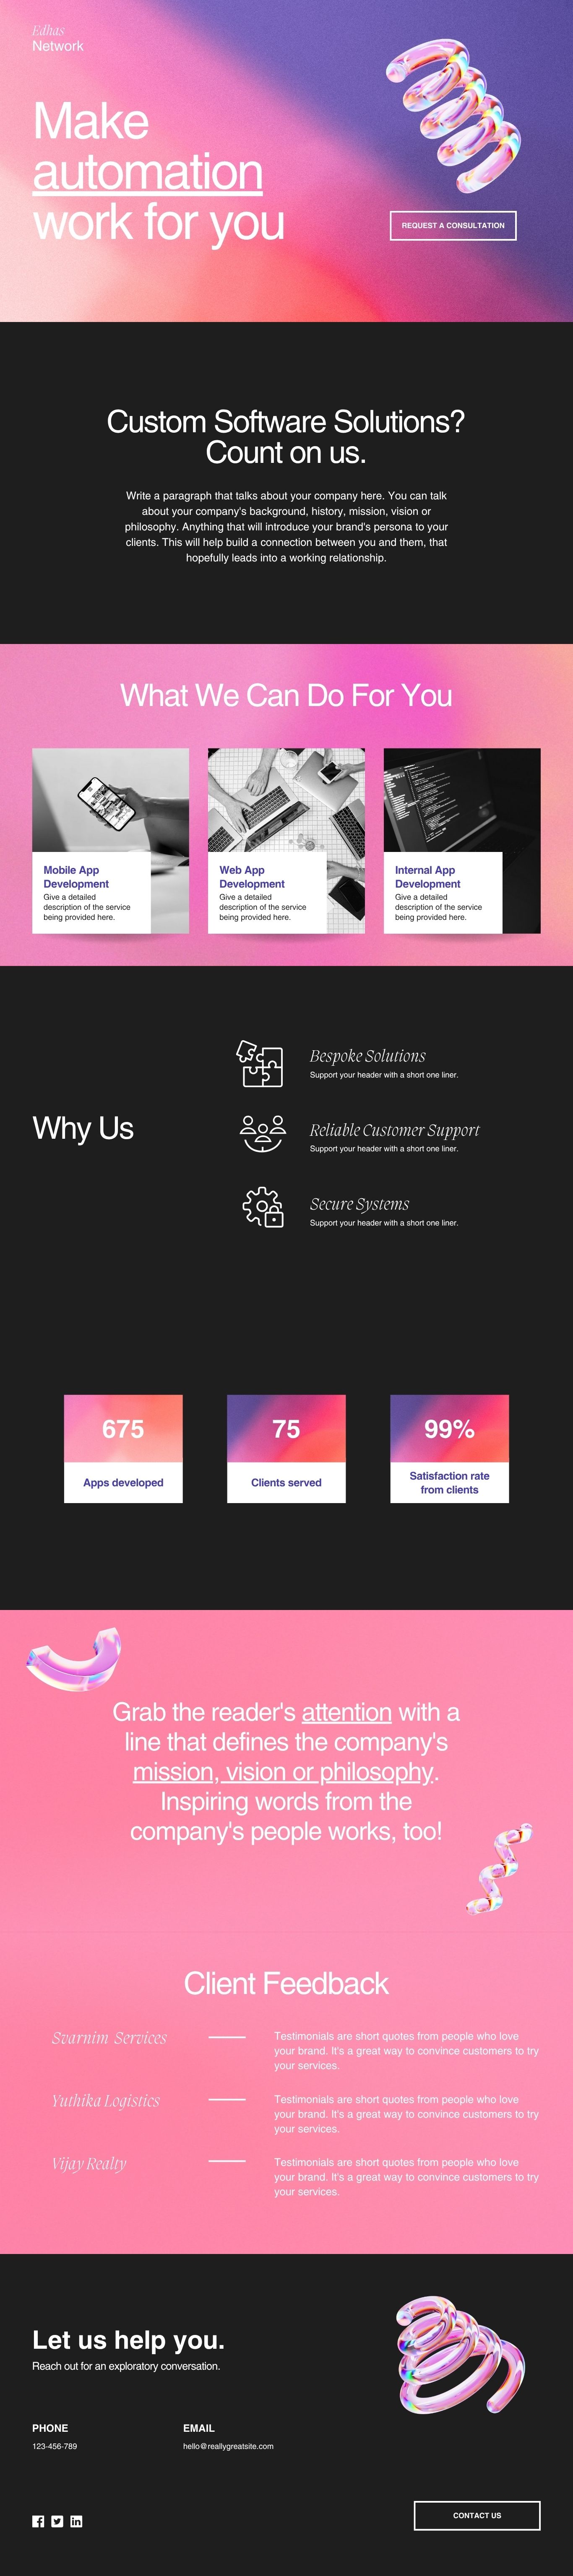 Edhas
Network
Make
automation
work for you
REQUEST A CONSULTATION
Custom Software Solutions?
Count on us.
Write a paragraph that talks about your company here. You can talk
about your company's background, history, mission, vision or
philosophy. Anything that will introduce your brand's persona to your
clients. This will help build a connection between you and them, that
hopefully leads into a working relationship.
What We Can Do For You
Mobile App
Development
Give a detailed
description of the service
being provided here.
Web App
Development
Give a detailed
description of the service
being provided here.
Internal App
Development
Give a detailed
description of the service
being provided here.
Why Us
Bespoke Solutions
Support your header with a short one liner.
Reliable Customer Support
Support your header with a short one liner.
Secure Systems
Support your header with a short one liner.
675
Apps developed
75
Clients served
99%
Satisfaction rate
from clients
Grab the reader's attention with a
line that defines the company's
mission, vision or philosophy.
Inspiring words from the
company's people works, too!
Client Feedback
Svarnim Services
Testimonials are short quotes from people who love
your brand. It's a great way to convince customers to try
your services.
Yuthika Logistics
Testimonials are short quotes from people who love
your brand. It's a great way to convince customers to try
your services.
Vijay Realty
Testimonials are short quotes from people who love
your brand. It's a great way to convince customers to try
your services.
Let us help you.
Reach out for an exploratory conversation.
PHONE
123-456-789
EMAIL
hello@reallygreatsite.com
CONTACT US